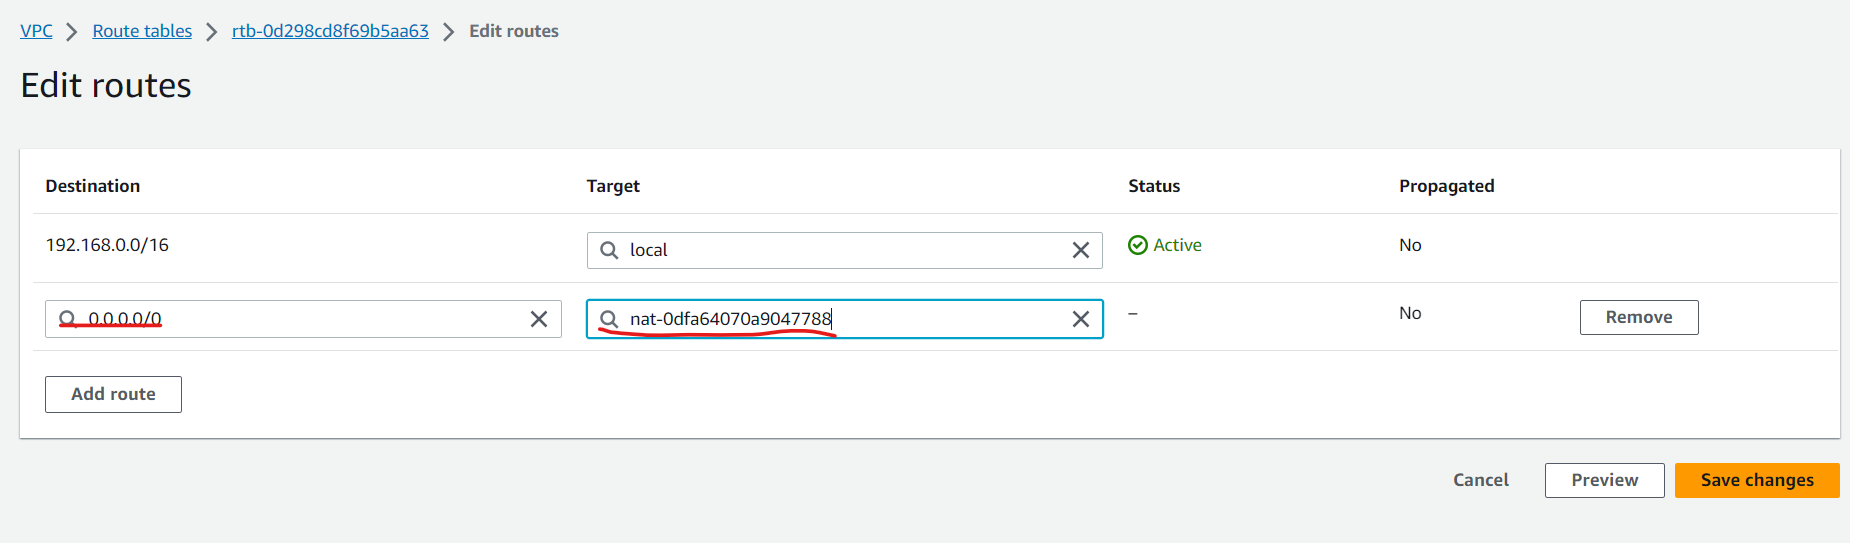 VPC > Route tables > rtb-0d298cd8f69b5aa63 > Edit routes
Edit routes
Destination Target Status Propagated
192.168.0.0/16 local Active No
0.0.0.0/0 nat-0dfa64070a9047788 – No Remove
Add route
Cancel Preview Save changes